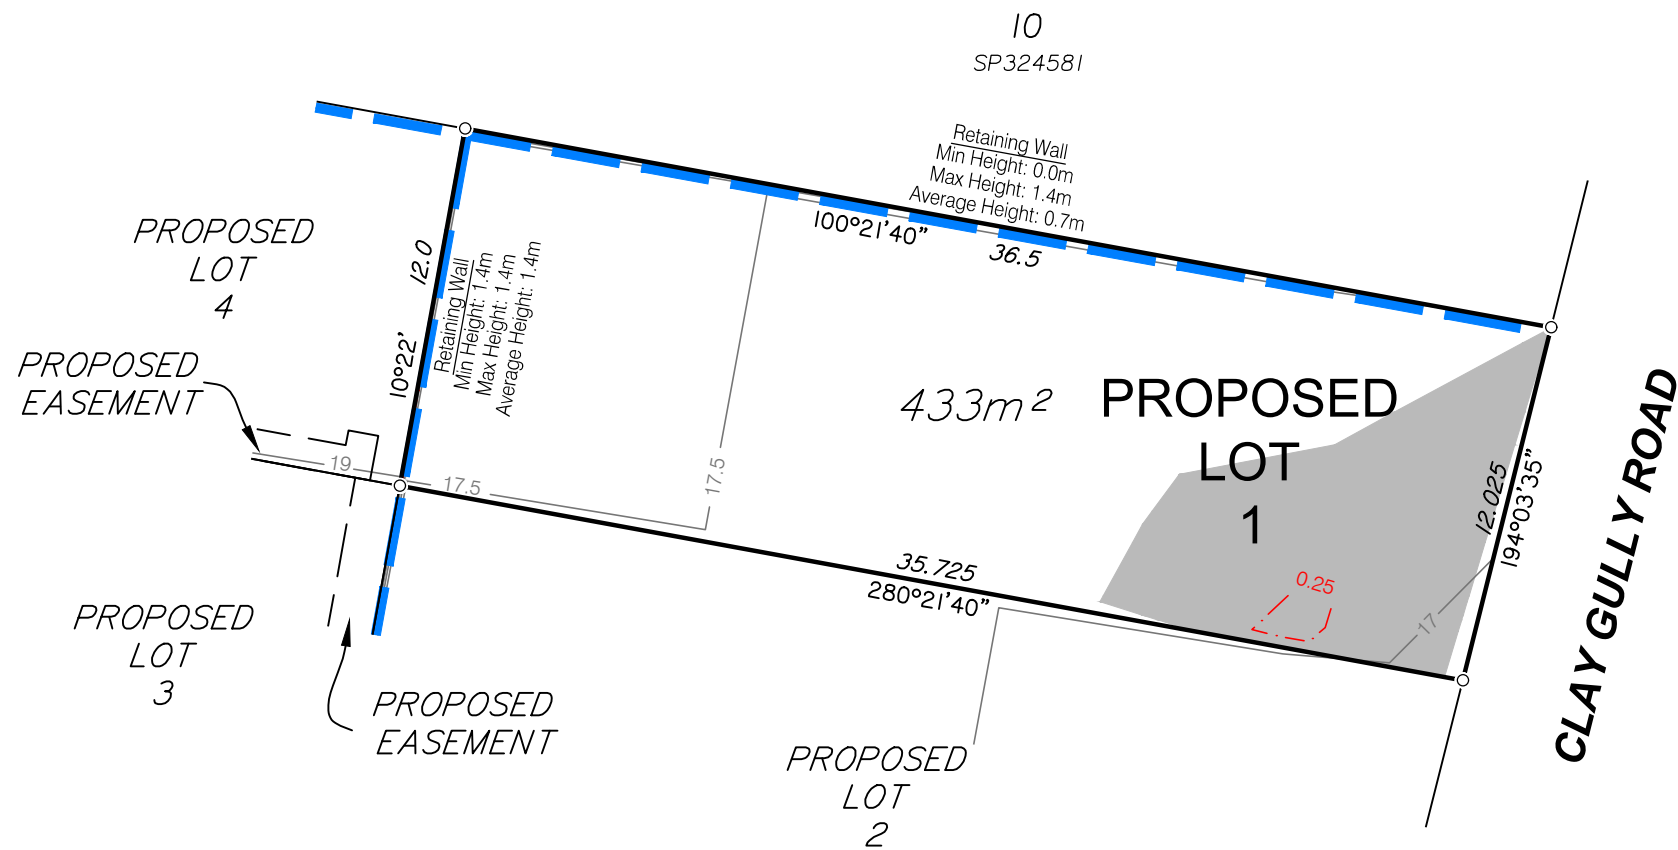 10
SP324581
Retaining Wall
Min Height: 0.0m
Max Height: 1.4m
Average Height: 0.7m
100°21'40"
36.5
PROPOSED
LOT
4
12.0
10°22'
Retaining Wall
Min Height: 1.4m
Max Height: 1.4m
Average Height: 1.4m
PROPOSED
EASEMENT
19
17.5
17.5
433m²
PROPOSED
LOT
1
12.025
194°03'35"
CLAY GULLY ROAD
35.725
280°21'40"
0.25
17
PROPOSED
LOT
3
PROPOSED
EASEMENT
PROPOSED
LOT
2